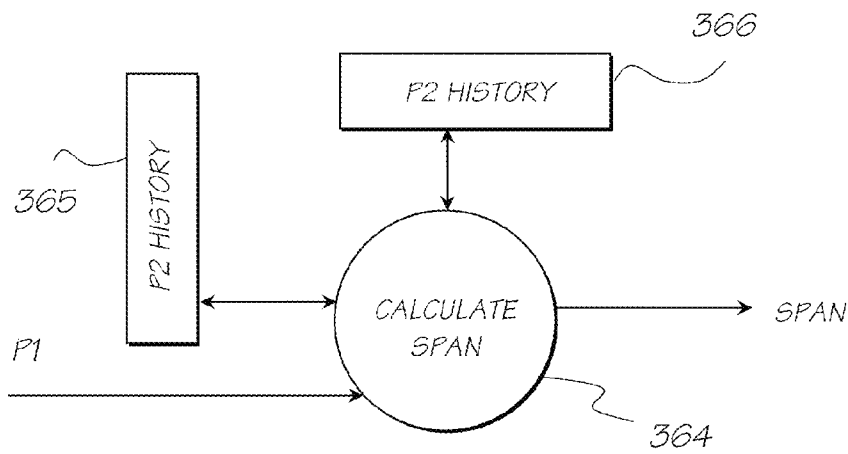 366
P2 HISTORY
P2 HISTORY
365
CALCULATE
SPAN
SPAN
P1
364